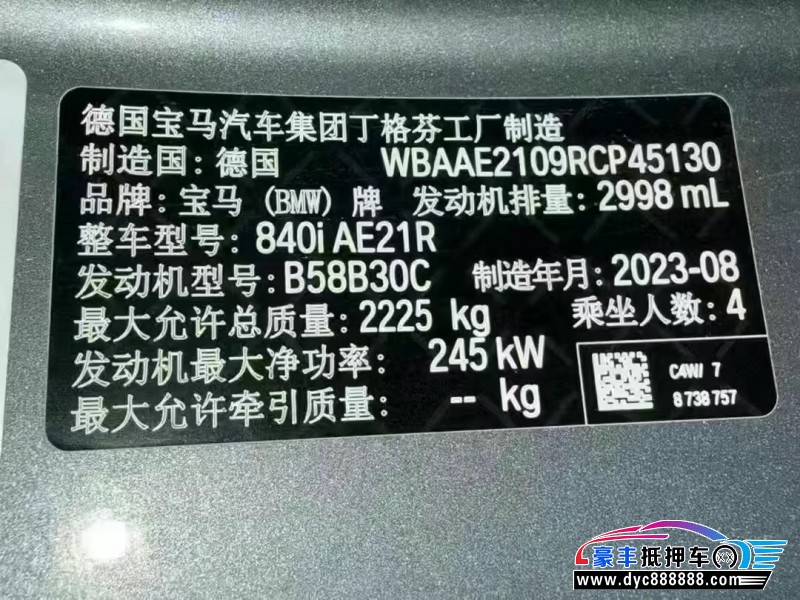 德国宝马汽车集团丁格芬工厂制造
制造国：德国 WBAAE2109RCP45130
品牌：宝马（BMW）牌 发动机排量：2998 mL
整车型号：840i AE21R
发动机型号：B58B30C 制造年月：2023-08
最大允许总质量：2225 kg 乘坐人数：4
发动机最大净功率： 245 kW
最大允许牵引质量： -- kg
C4W/ 7
8 738 757
豪丰抵押车
www.dyc888888.com